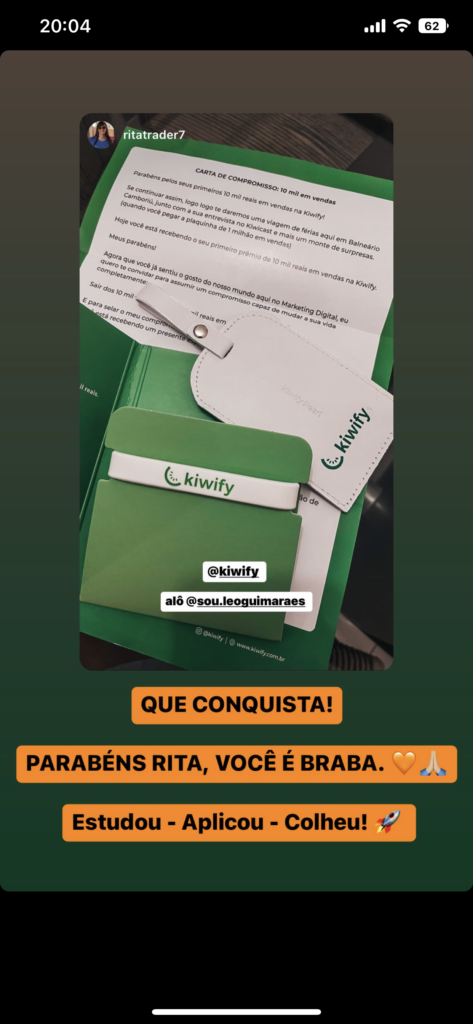 20:04
62
ritatrader7
CARTA DE COMPROMISSO: 10 mil em vendas
Parabéns pelos seus primeiros 10 mil reais em vendas na Kiwify!
Se continuar assim, logo logo te daremos uma viagem de férias aqui em Balneário
Camboriú, junto com a sua entrevista no Kiwicast e mais um monte de surpresas.
(quando você pegar a plaquinha de 1 milhão em vendas)
Hoje você está recebendo o seu primeiro prêmio de 10 mil reais em vendas na Kiwify.
Meus parabéns!
Agora que você já sentiu o gosto do nosso mundo aqui no Marketing Digital, eu
quero te convidar para assumir um compromisso capaz de mudar a sua vida
completamente:
Sair dos 10 mil mil reais em
E para selar o meu compro
está recebendo um presente
il reais.
kiwify
kiwify
ão de
@kiwify
alô @sou.leoguimaraes
@kiwify | www.kiwify.com.br
QUE CONQUISTA!
PARABÉNS RITA, VOCÊ É BRABA. 🧡🙏🏼
Estudou - Aplicou - Colheu! 🚀